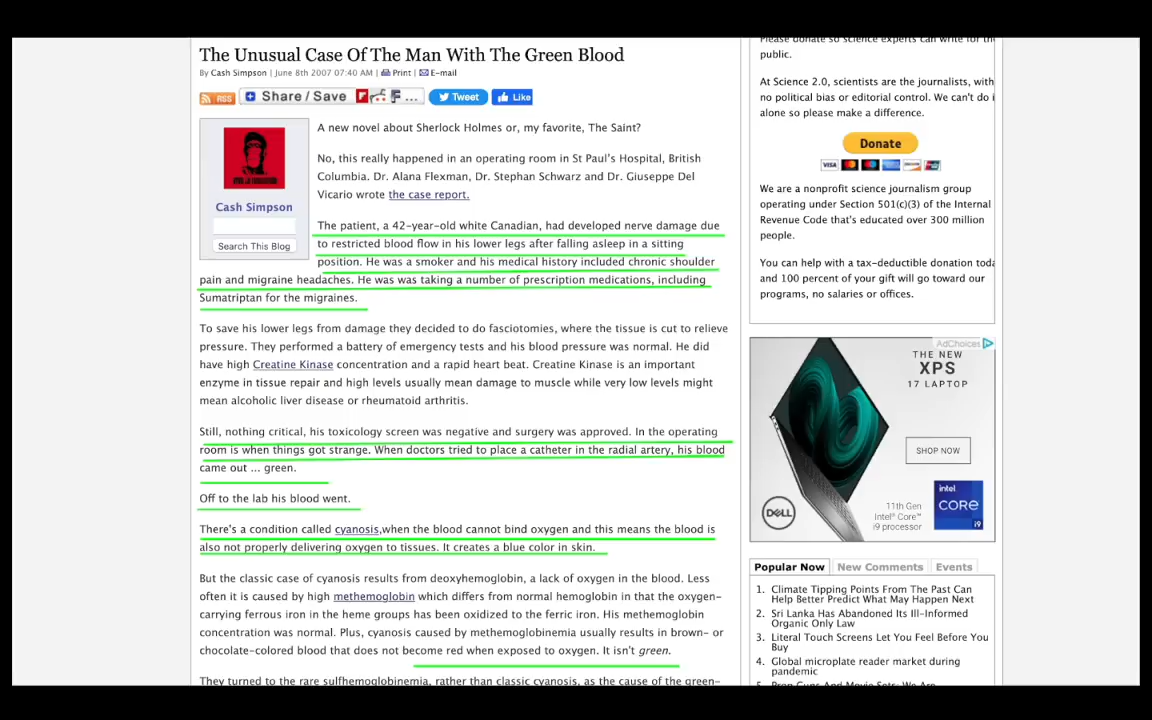 The Unusual Case Of The Man With The Green Blood
By Cash Simpson | June 8th 2007 07:40 AM | Print | E-mail
RSS
Share / Save
F ...
Tweet
Like
Cash Simpson
Search This Blog
A new novel about Sherlock Holmes or, my favorite, The Saint?
No, this really happened in an operating room in St Paul's Hospital, British
Columbia. Dr. Alana Flexman, Dr. Stephan Schwarz and Dr. Giuseppe Del
Vicario wrote the case report.
The patient, a 42-year-old white Canadian, had developed nerve damage due
to restricted blood flow in his lower legs after falling asleep in a sitting
position. He was a smoker and his medical history included chronic shoulder
pain and migraine headaches. He was was taking a number of prescription medications, including
Sumatriptan for the migraines.
To save his lower legs from damage they decided to do fasciotomies, where the tissue is cut to relieve
pressure. They performed a battery of emergency tests and his blood pressure was normal. He did
have high Creatine Kinase concentration and a rapid heart beat. Creatine Kinase is an important
enzyme in tissue repair and high levels usually mean damage to muscle while very low levels might
mean alcoholic liver disease or rheumatoid arthritis.
Still, nothing critical, his toxicology screen was negative and surgery was approved. In the operating
room is when things got strange. When doctors tried to place a catheter in the radial artery, his blood
came out ... green.
Off to the lab his blood went.
There's a condition called cyanosis,when the blood cannot bind oxygen and this means the blood is
also not properly delivering oxygen to tissues. It creates a blue color in skin.
But the classic case of cyanosis results from deoxyhemoglobin, a lack of oxygen in the blood. Less
often it is caused by high methemoglobin which differs from normal hemoglobin in that the oxygen-
carrying ferrous iron in the heme groups has been oxidized to the ferric iron. His methemoglobin
concentration was normal. Plus, cyanosis caused by methemoglobinemia usually results in brown- or
chocolate-colored blood that does not become red when exposed to oxygen. It isn't green.
They turned to the rare sulfhemoglobinemia, rather than classic cyanosis, as the cause of the green-
Please donate so science experts can write for the
public.
At Science 2.0, scientists are the journalists, with
no political bias or editorial control. We can't do i
alone so please make a difference.
Donate
VISA
We are a nonprofit science journalism group
operating under Section 501(c)(3) of the Internal
Revenue Code that's educated over 300 million
people.
You can help with a tax-deductible donation toda
and 100 percent of your gift will go toward our
programs, no salaries or offices.
AdChoices
THE NEW
XPS
17 LAPTOP
SHOP NOW
DELL
11th Gen
Intel® Core™
i9 processor
intel
CORE
i9
Popular Now
New Comments
Events
1. Climate Tipping Points From The Past Can
Help Better Predict What May Happen Next
2. Sri Lanka Has Abandoned Its Ill-Informed
Organic Only Law
3. Literal Touch Screens Let You Feel Before You
Buy
4. Global microplate reader market during
pandemic
5. Prop Guns And Movie Sets: We Are